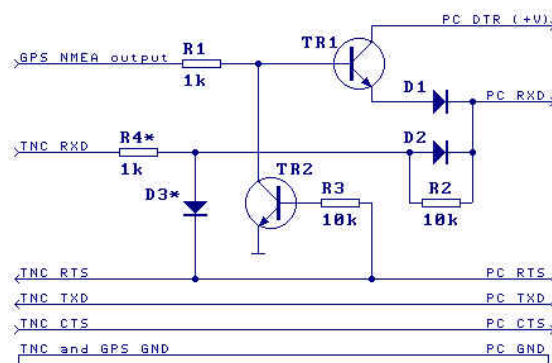 PC DTR (+V)
R1
TR1
GPS NMEA output
1k
D1
PC RXD
TNC RXD
R4*
D2
1k
TR2
D3*
R3
R2
10k
10k
TNC RTS
PC RTS
TNC TXD
PC TXD
TNC CTS
PC CTS
TNC and GPS GND
PC GND